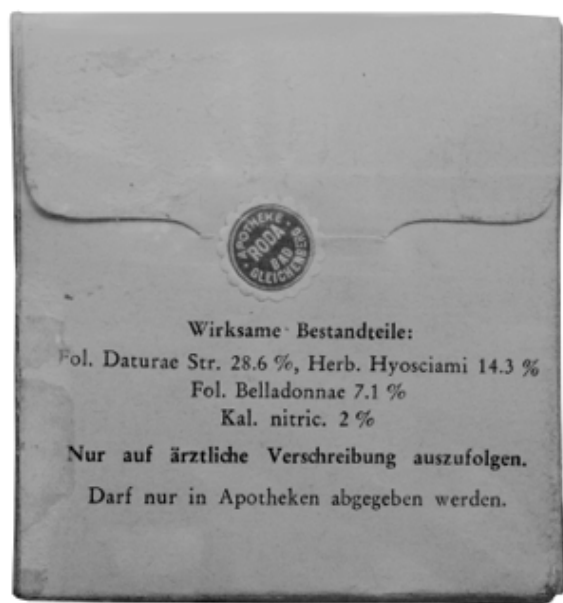 APOTHEKE
RODA
BAD
GLEICHENBERG
Wirksame Bestandteile:
Fol. Daturae Str. 28.6 %, Herb. Hyosciami 14.3 %
Fol. Belladonnae 7.1 %
Kal. nitric. 2 %
Nur auf ärztliche Verschreibung auszufolgen.
Darf nur in Apotheken abgegeben werden.